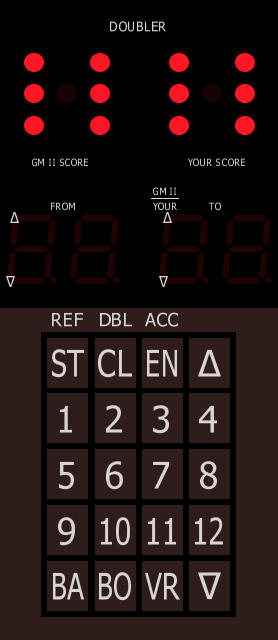 DOUBLER
GM II SCORE YOUR SCORE
GM II
FROM YOUR TO
REF DBL ACC
ST CL EN Δ
1 2 3 4
5 6 7 8
9 10 11 12
BA BO VR ∇